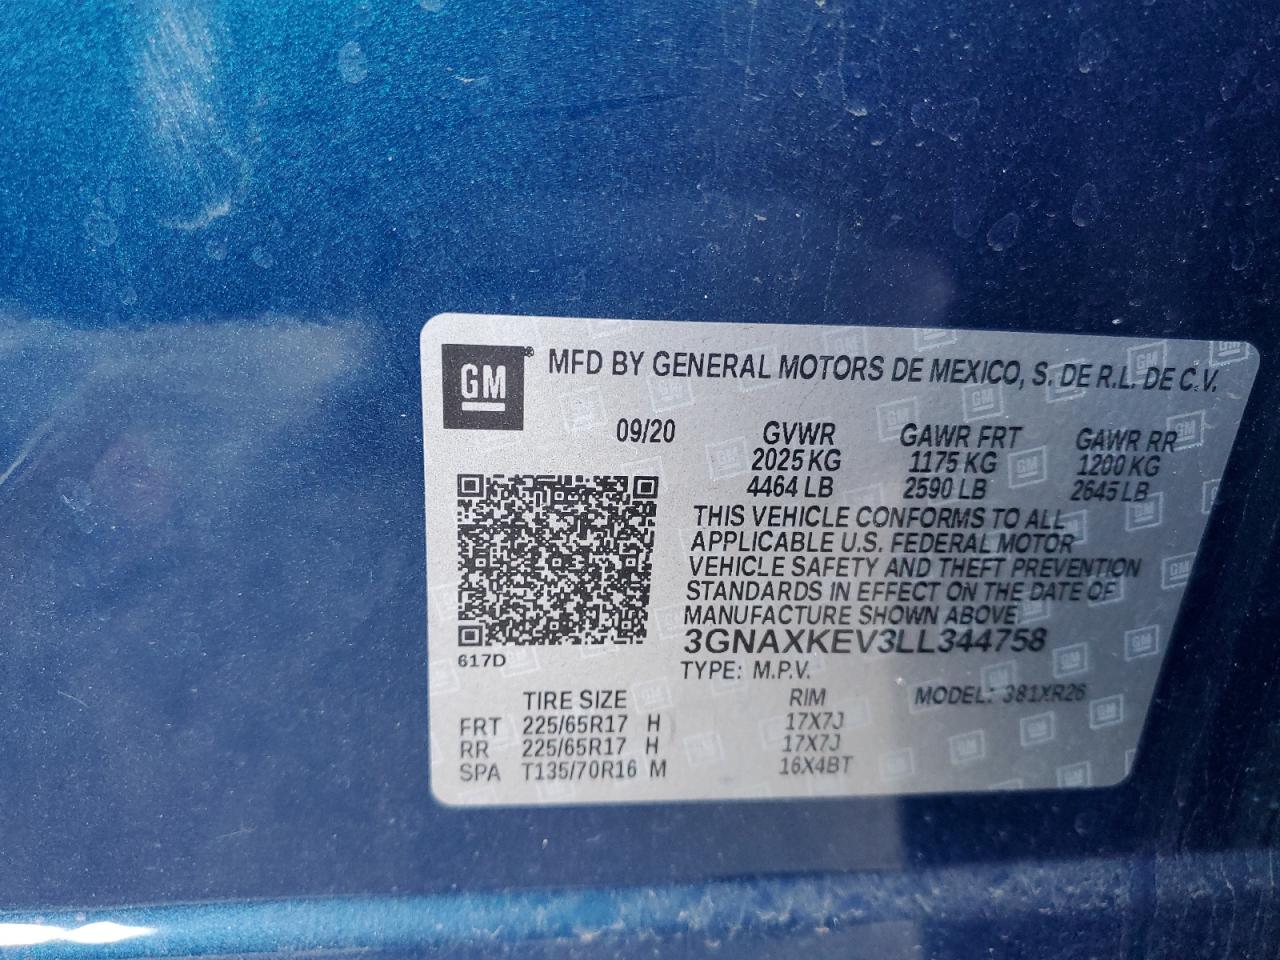 GM ® MFD BY GENERAL MOTORS DE MEXICO, S. DE R.L. DE C.V.
09/20 GVWR GAWR FRT GAWR RR
2025 KG 1175 KG 1200 KG
4464 LB 2590 LB 2645 LB
THIS VEHICLE CONFORMS TO ALL
APPLICABLE U.S. FEDERAL MOTOR
VEHICLE SAFETY AND THEFT PREVENTION
STANDARDS IN EFFECT ON THE DATE OF
MANUFACTURE SHOWN ABOVE
3GNAXKEV3LL344758
617D
TYPE: M.P.V.
TIRE SIZE RIM MODEL: 381XR26
FRT 225/65R17 H 17X7J
RR 225/65R17 H 17X7J
SPA T135/70R16 M 16X4BT